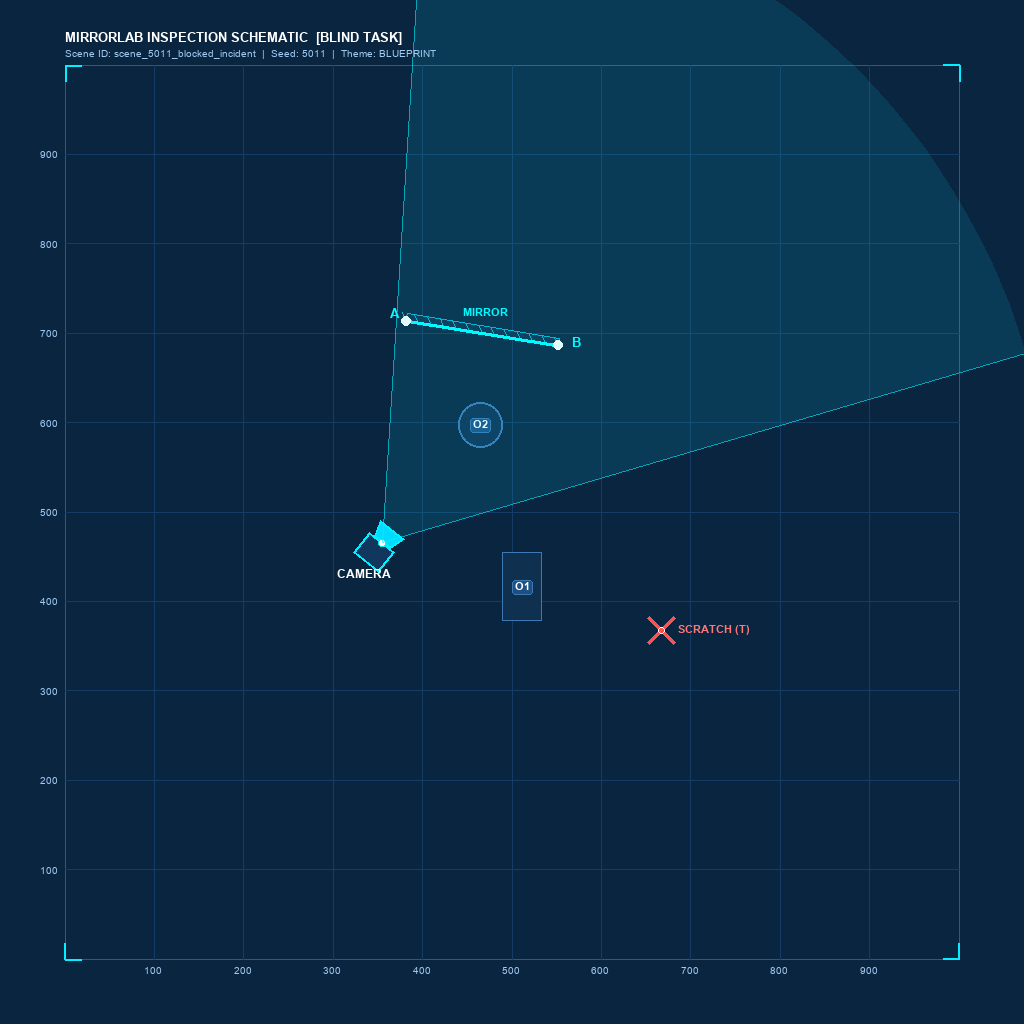 MIRRORLAB INSPECTION SCHEMATIC [BLIND TASK]
Scene ID: scene_5011_blocked_incident | Seed: 5011 | Theme: BLUEPRINT
900
800
700
600
500
400
300
200
100
A
MIRROR
B
O2
CAMERA
O1
SCRATCH (T)
100 200 300 400 500 600 700 800 900